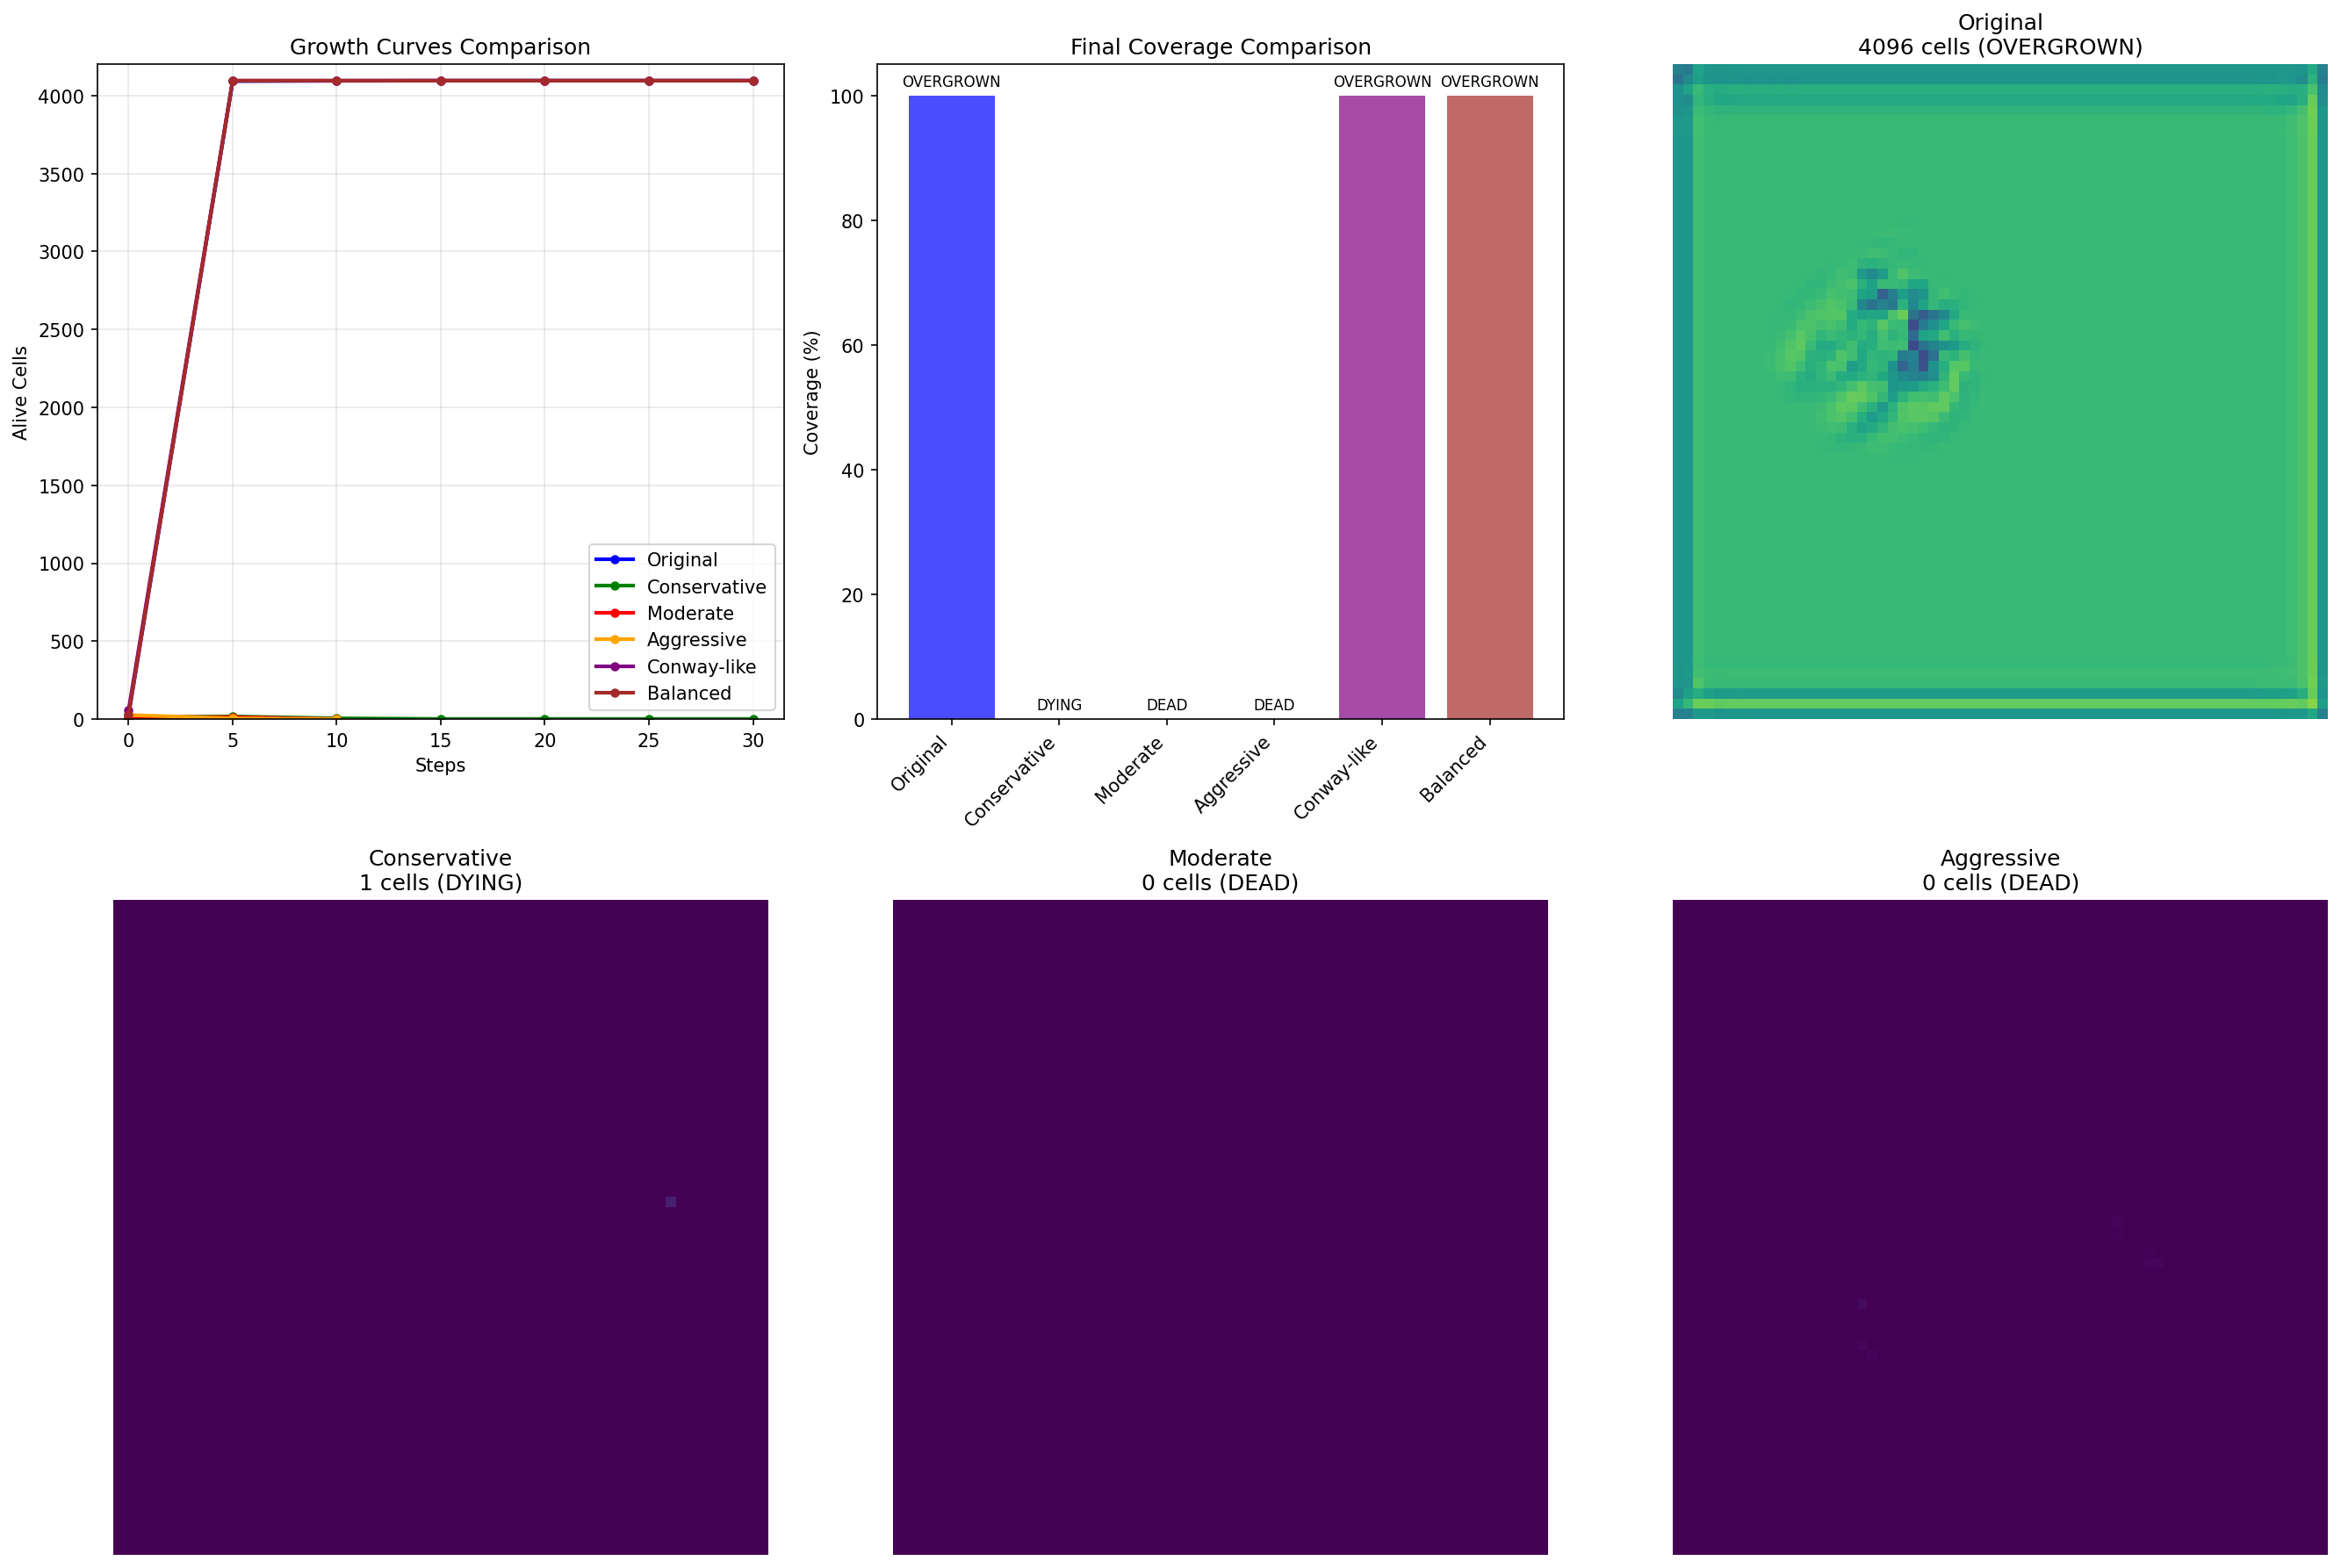 Growth Curves Comparison
Alive Cells
4000
3500
3000
2500
2000
1500
1000
500
0
0 5 10 15 20 25 30
Steps
Original
Conservative
Moderate
Aggressive
Conway-like
Balanced
Final Coverage Comparison
Coverage (%)
100
80
60
40
20
0
OVERGROWN
DYING
DEAD
DEAD
OVERGROWN
OVERGROWN
Original
Conservative
Moderate
Aggressive
Conway-like
Balanced
Original
4096 cells (OVERGROWN)
Conservative
1 cells (DYING)
Moderate
0 cells (DEAD)
Aggressive
0 cells (DEAD)